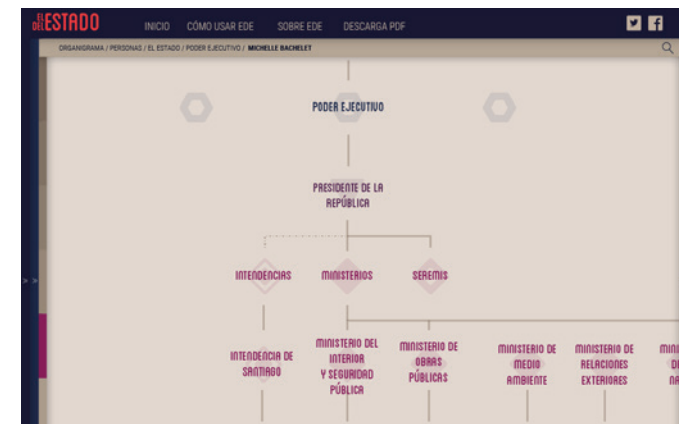 EL
DEL ESTADO
INICIO CÓMO USAR EDE SOBRE EDE DESCARGA PDF
ORGANIGRAMA / PERSONAS / EL ESTADO / PODER EJECUTIVO / MICHELLE BACHELET
PODER EJECUTIVO
PRESIDENTE DE LA
REPÚBLICA
INTENDENCIAS MINISTERIOS SEREMIS
> >
INTENDENCIA DE
SANTIAGO
MINISTERIO DEL
INTERIOR
Y SEGURIDAD
PÚBLICA
MINISTERIO DE
OBRAS
PÚBLICAS
MINISTERIO DE
MEDIO
AMBIENTE
MINISTERIO DE
RELACIONES
EXTERIORES